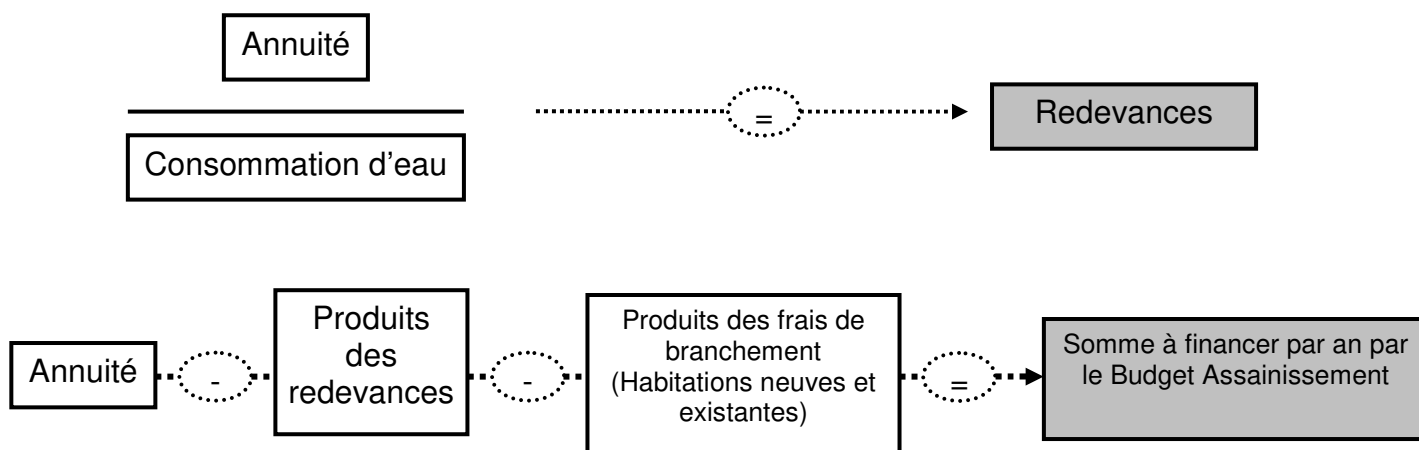 Annuité
Consommation d'eau
=
Redevances
Annuité
-
Produits
des
redevances
-
Produits des frais de
branchement
(Habitations neuves et
existantes)
=
Somme à financer par an par
le Budget Assainissement